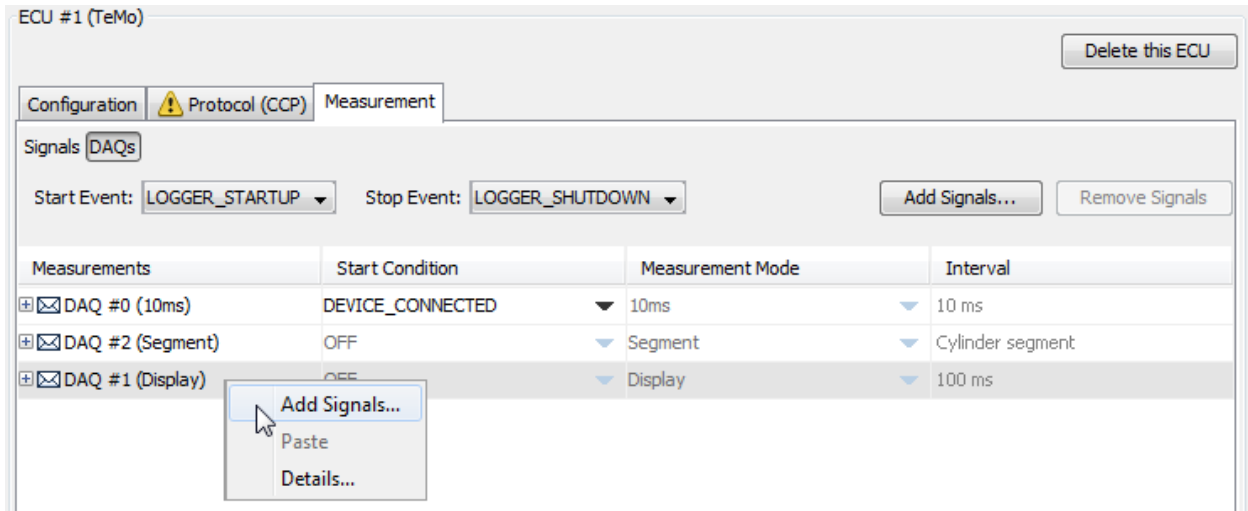 ECU #1 (TeMo)
Delete this ECU
Configuration Protocol (CCP) Measurement
Signals DAQs
Start Event: LOGGER_STARTUP Stop Event: LOGGER_SHUTDOWN Add Signals... Remove Signals
Measurements Start Condition Measurement Mode Interval
DAQ #0 (10ms) DEVICE_CONNECTED 10ms 10 ms
DAQ #2 (Segment) OFF Segment Cylinder segment
DAQ #1 (Display) OFF Display 100 ms
Add Signals...
Paste
Details...